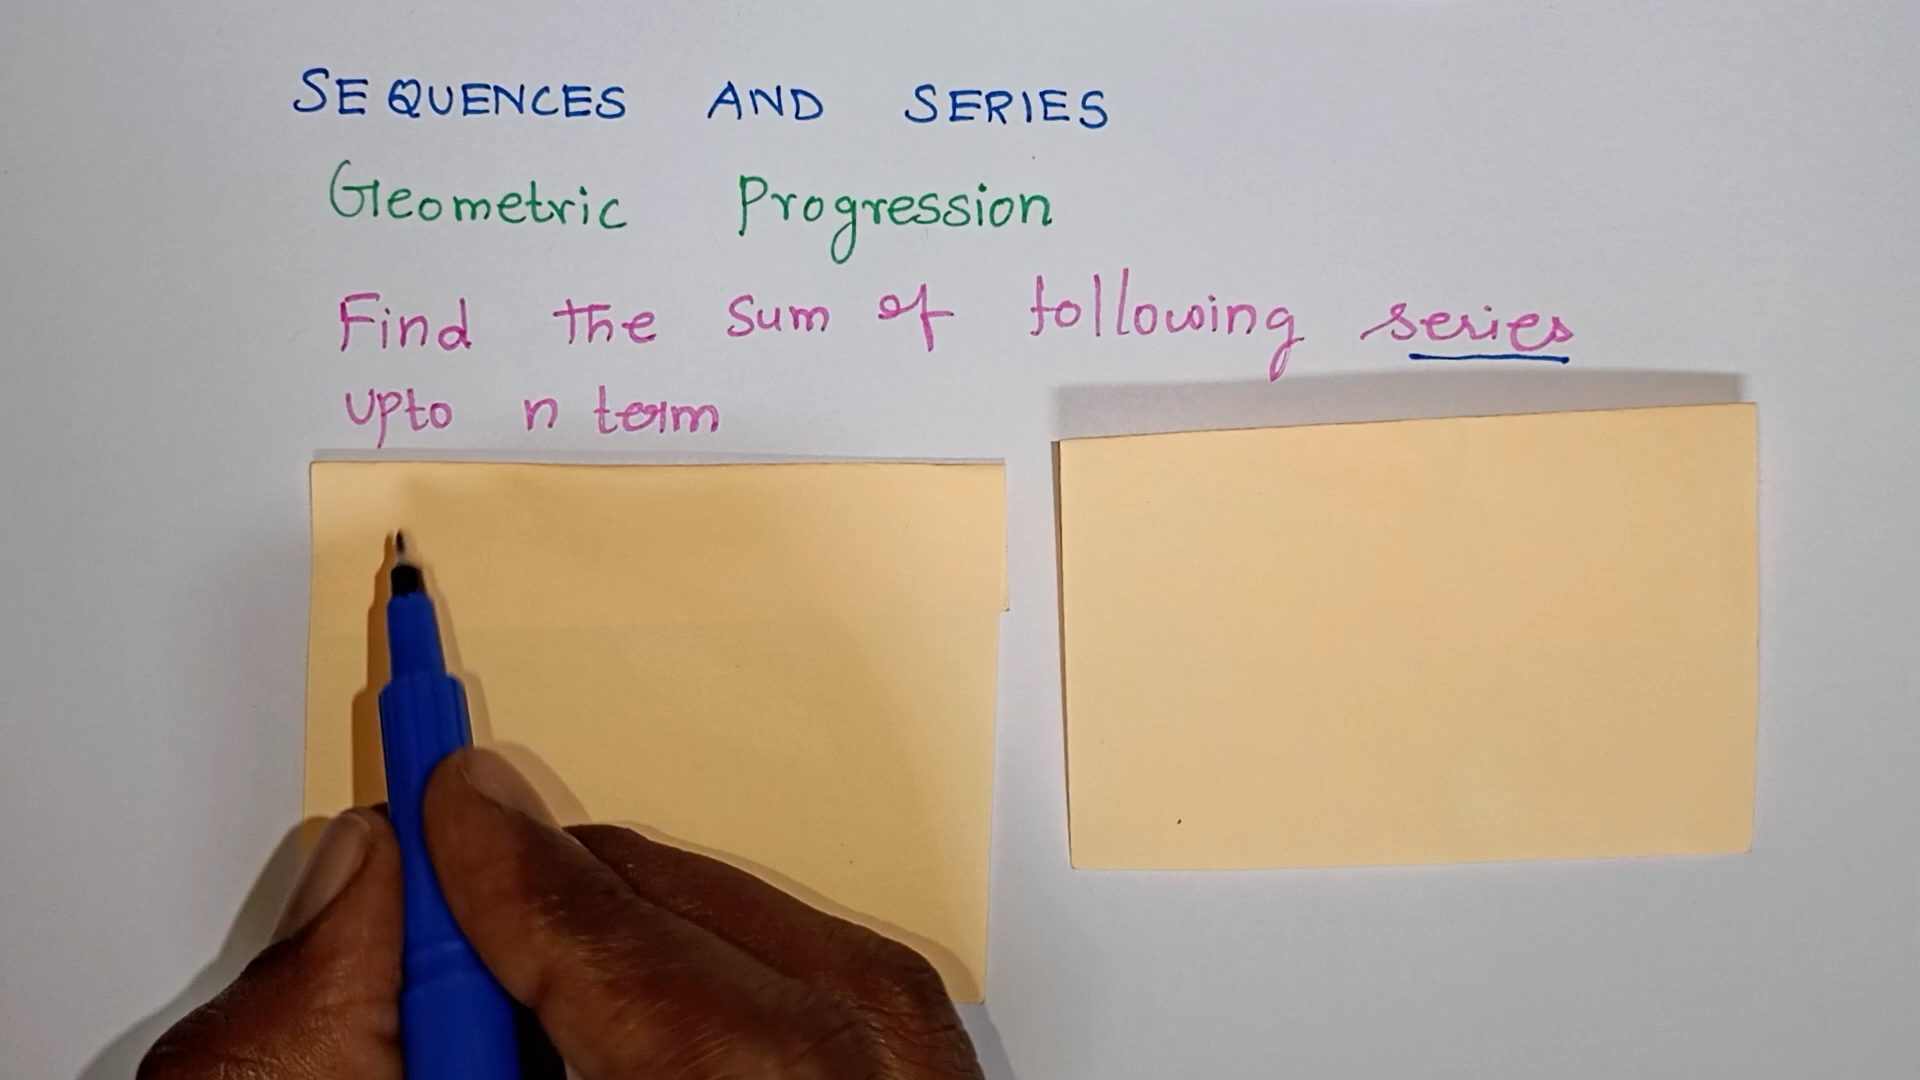 SEQUENCES AND SERIES
Geometric Progression
Find the sum of following series
upto n term